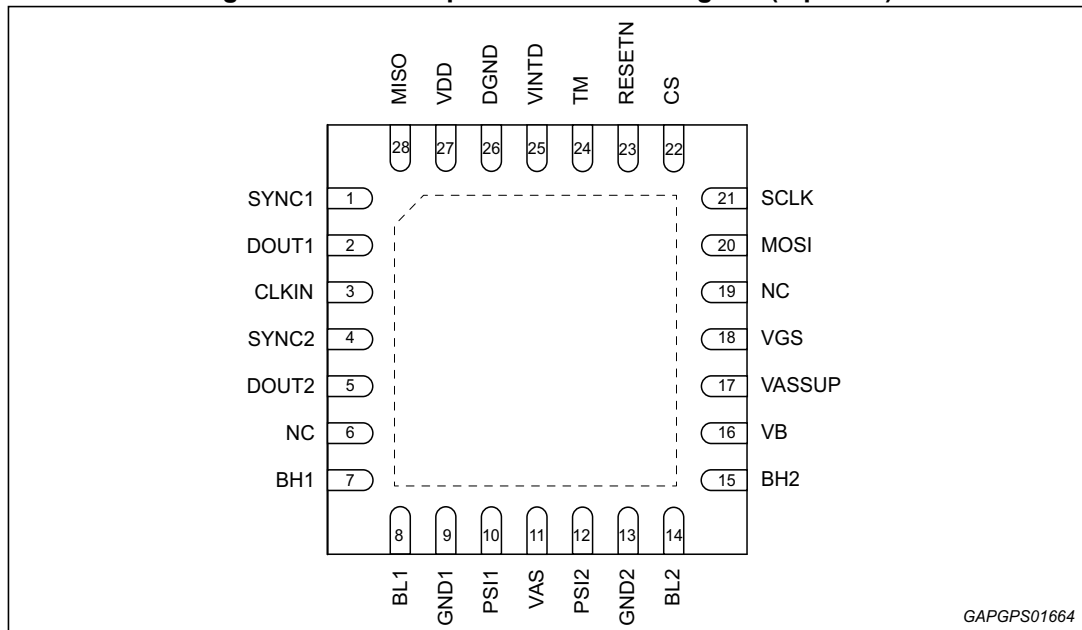 MISO
VDD
DGND
VINTD
TM
RESETN
CS
28
27
26
25
24
23
22
SYNC1 1
DOUT1 2
CLKIN 3
SYNC2 4
DOUT2 5
NC 6
BH1 7
21 SCLK
20 MOSI
19 NC
18 VGS
17 VASSUP
16 VB
15 BH2
8
9
10
11
12
13
14
BL1
GND1
PSI1
VAS
PSI2
GND2
BL2
GAPGPS01664